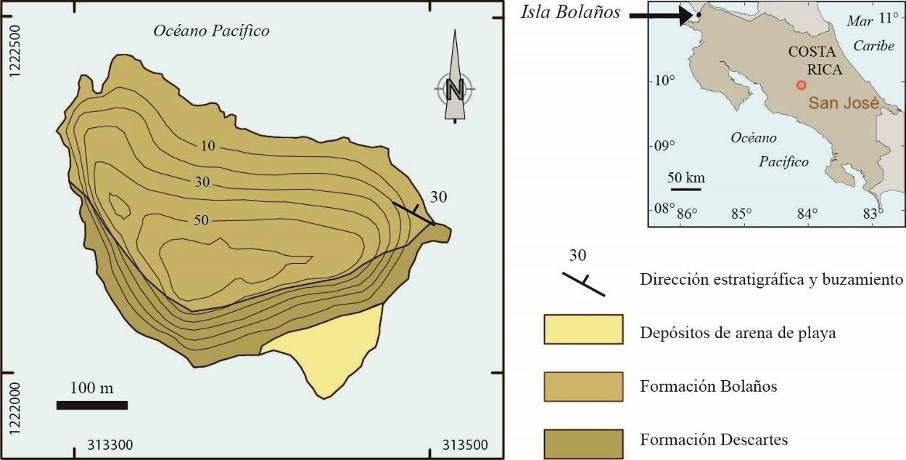 Océano Pacífico
N
1222500
1222000
10
30
50
30
100 m
313300
313500
Isla Bolaños
Mar
Caribe
11°
COSTA
RICA
10°
San José
09°
Océano
Pacífico
50 km
08°
86°
85°
84°
83°
30
Dirección estratigráfica y buzamiento
Depósitos de arena de playa
Formación Bolaños
Formación Descartes